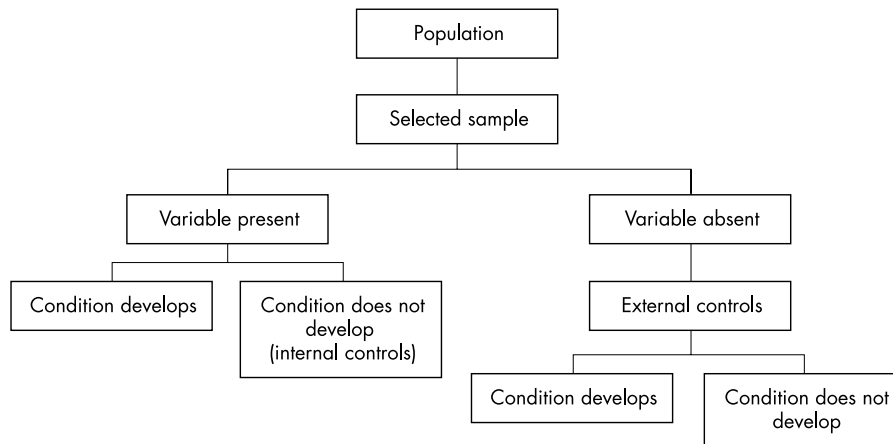 Population
Selected sample
Variable present
Variable absent
Condition develops
Condition does not
develop
(internal controls)
External controls
Condition develops
Condition does not
develop